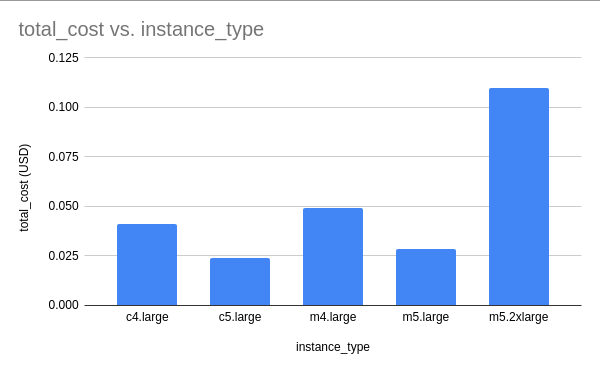 total_cost vs. instance_type
0.125
0.100
0.075
0.050
0.025
0.000
total_cost (USD)
c4.large c5.large m4.large m5.large m5.2xlarge
instance_type